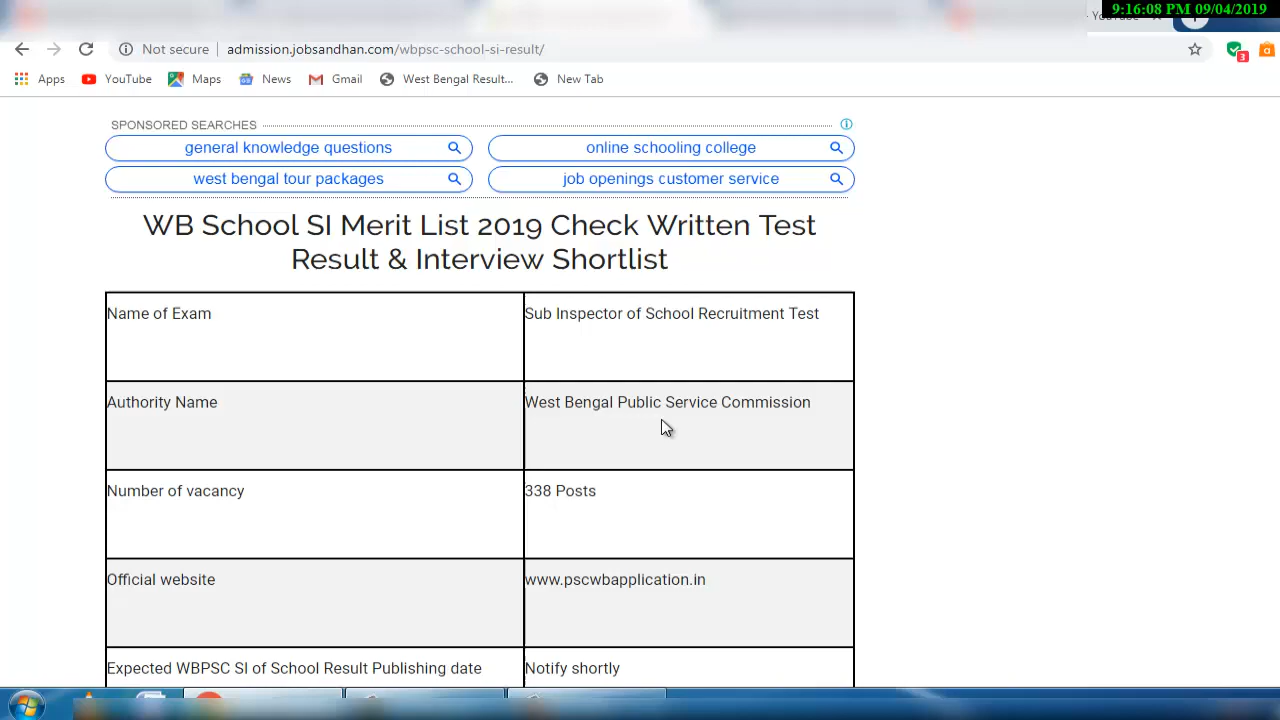 9:16:08 PM 09/04/2019
YouTube
Not secure admission.jobsandhan.com/wbpsc-school-si-result/
3 a
Apps YouTube Maps News Gmail West Bengal Result... New Tab
SPONSORED SEARCHES
general knowledge questions online schooling college
west bengal tour packages job openings customer service
WB School SI Merit List 2019 Check Written Test
Result & Interview Shortlist
Name of Exam Sub Inspector of School Recruitment Test
Authority Name West Bengal Public Service Commission
Number of vacancy 338 Posts
Official website www.pscwbapplication.in
Expected WBPSC SI of School Result Publishing date Notify shortly